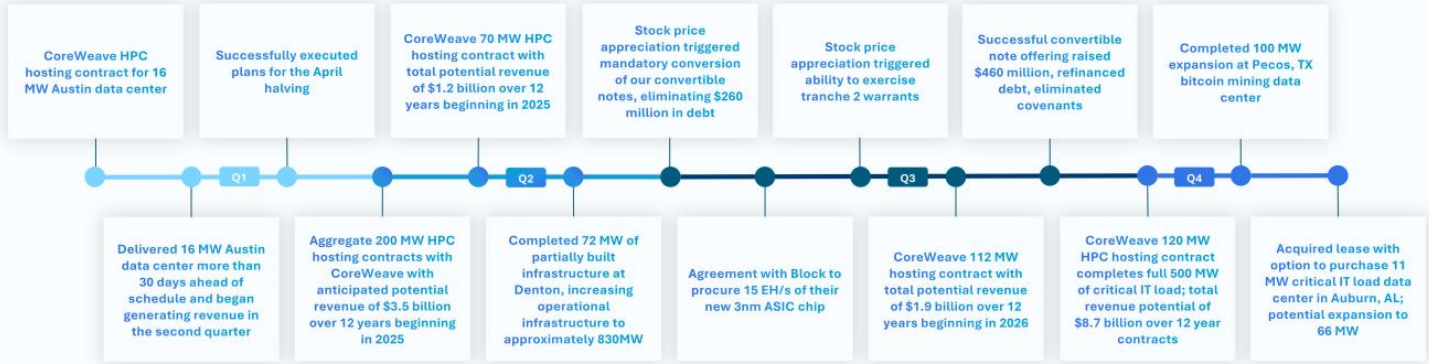 CoreWeave HPC
hosting contract for 16
MW Austin data center
Successfully executed
plans for the April
halving
CoreWeave 70 MW HPC
hosting contract with
total potential revenue
of $1.2 billion over 12
years beginning in 2025
Stock price
appreciation triggered
mandatory conversion
of our convertible
notes, eliminating $260
million in debt
Stock price
appreciation triggered
ability to exercise
tranche 2 warrants
Successful convertible
note offering raised
$460 million, refinanced
debt, eliminated
covenants
Completed 100 MW
expansion at Pecos, TX
bitcoin mining data
center
Q1
Q2
Q3
Q4
Delivered 16 MW Austin
data center more than
30 days ahead of
schedule and began
generating revenue in
the second quarter
Aggregate 200 MW HPC
hosting contracts with
CoreWeave with
anticipated potential
revenue of $3.5 billion
over 12 years beginning
in 2025
Completed 72 MW of
partially built
infrastructure at
Denton, increasing
operational
infrastructure to
approximately 830MW
Agreement with Block to
procure 15 EH/s of their
new 3nm ASIC chip
CoreWeave 112 MW
hosting contract with
total potential revenue
of $1.9 billion over 12
years beginning in 2026
CoreWeave 120 MW
HPC hosting contract
completes full 500 MW
of critical IT load; total
revenue potential of
$8.7 billion over 12 year
contracts
Acquired lease with
option to purchase 11
MW critical IT load data
center in Auburn, AL;
potential expansion to
66 MW